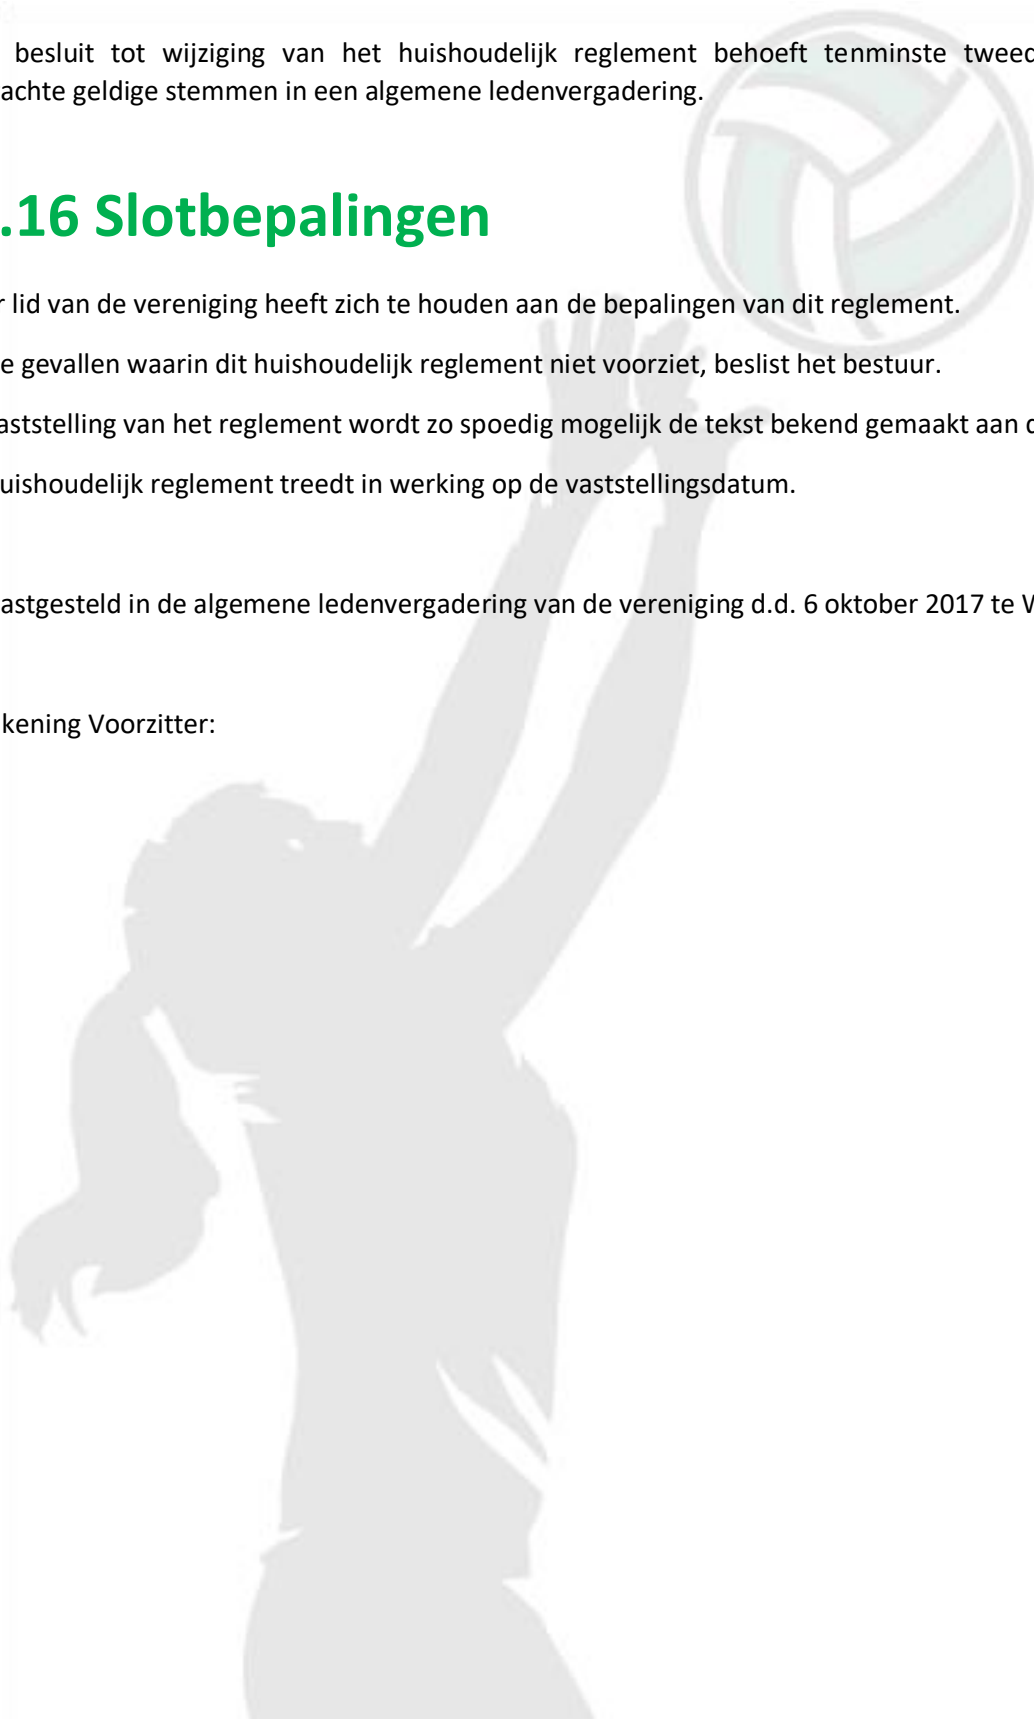 besluit tot wijziging van het huishoudelijk reglement behoeft tenminste tweed
achte geldige stemmen in een algemene ledenvergadering.
.16 Slotbepalingen
r lid van de vereniging heeft zich te houden aan de bepalingen van dit reglement.
e gevallen waarin dit huishoudelijk reglement niet voorziet, beslist het bestuur.
aststelling van het reglement wordt zo spoedig mogelijk de tekst bekend gemaakt aan d
uishoudelijk reglement treedt in werking op de vaststellingsdatum.
astgesteld in de algemene ledenvergadering van de vereniging d.d. 6 oktober 2017 te W
kening Voorzitter: